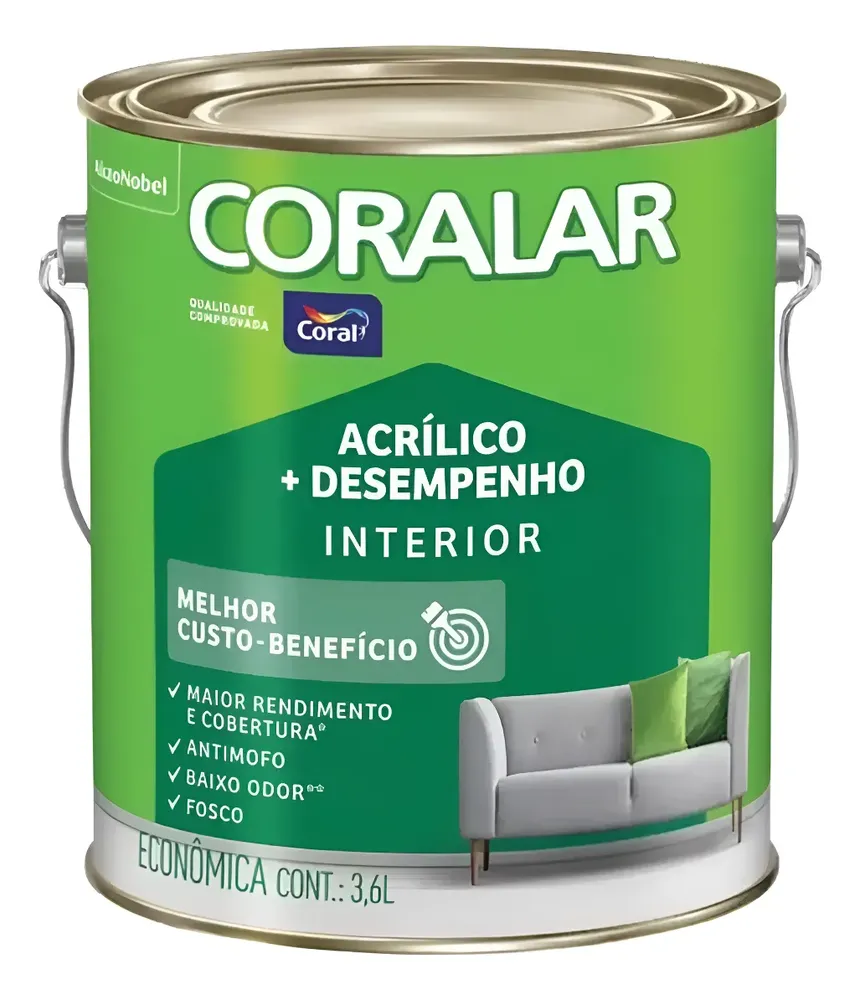 AkzoNobel
CORALAR
QUALIDADE
COMPROVADA
Coral
ACRÍLICO
+ DESEMPENHO
INTERIOR
MELHOR
CUSTO-BENEFÍCIO
✓ MAIOR RENDIMENTO
E COBERTURA
✓ ANTIMOFO
✓ BAIXO ODOR
✓ FOSCO
ECONÔMICA CONT.: 3,6L